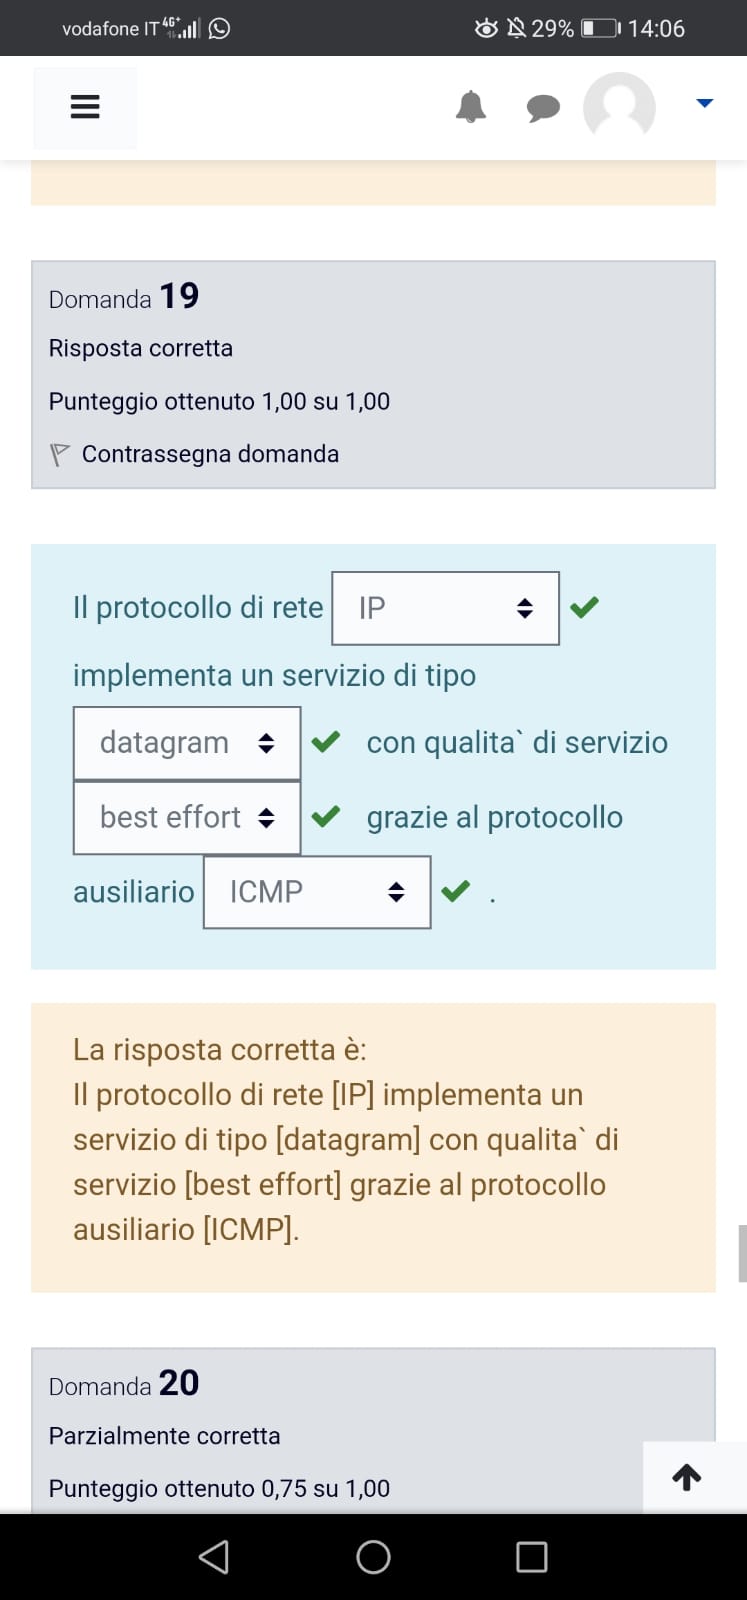 vodafone IT 4G+ 29% 14:06
Domanda 19
Risposta corretta
Punteggio ottenuto 1,00 su 1,00
Contrassegna domanda
Il protocollo di rete IP
implementa un servizio di tipo
datagram con qualita` di servizio
best effort grazie al protocollo
ausiliario ICMP .
La risposta corretta è:
Il protocollo di rete [IP] implementa un
servizio di tipo [datagram] con qualita` di
servizio [best effort] grazie al protocollo
ausiliario [ICMP].
Domanda 20
Parzialmente corretta
Punteggio ottenuto 0,75 su 1,00